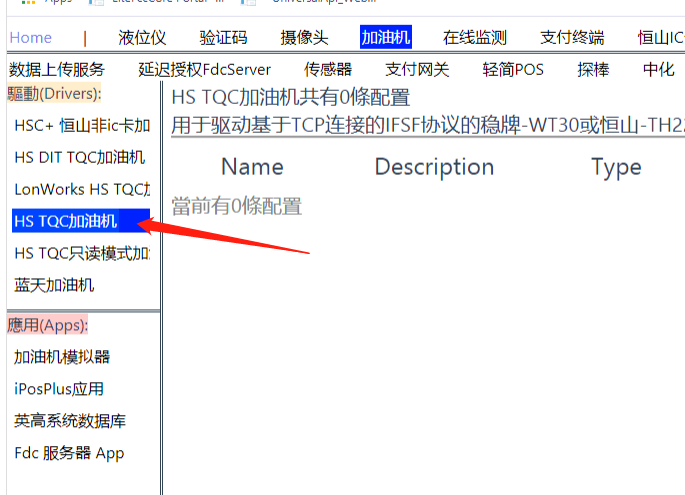 Apps
Home | 液位仪 验证码 摄像头 加油机 在线监测 支付终端 恒山IC
数据上传服务 延迟授权FdcServer 传感器 支付网关 轻简POS 探棒 中化
驅動(Drivers):
HSC+ 恒山非ic卡加
HS DIT TQC加油机
LonWorks HS TQC加
HS TQC加油机
HS TQC只读模式加
蓝天加油机
應用(Apps):
加油机模拟器
iPosPlus应用
英高系统数据库
Fdc 服务器 App
HS TQC加油机共有0條配置
用于驱动基于TCP连接的IFSF协议的稳牌-WT30或恒山-TH2
Name Description Type
當前有0條配置